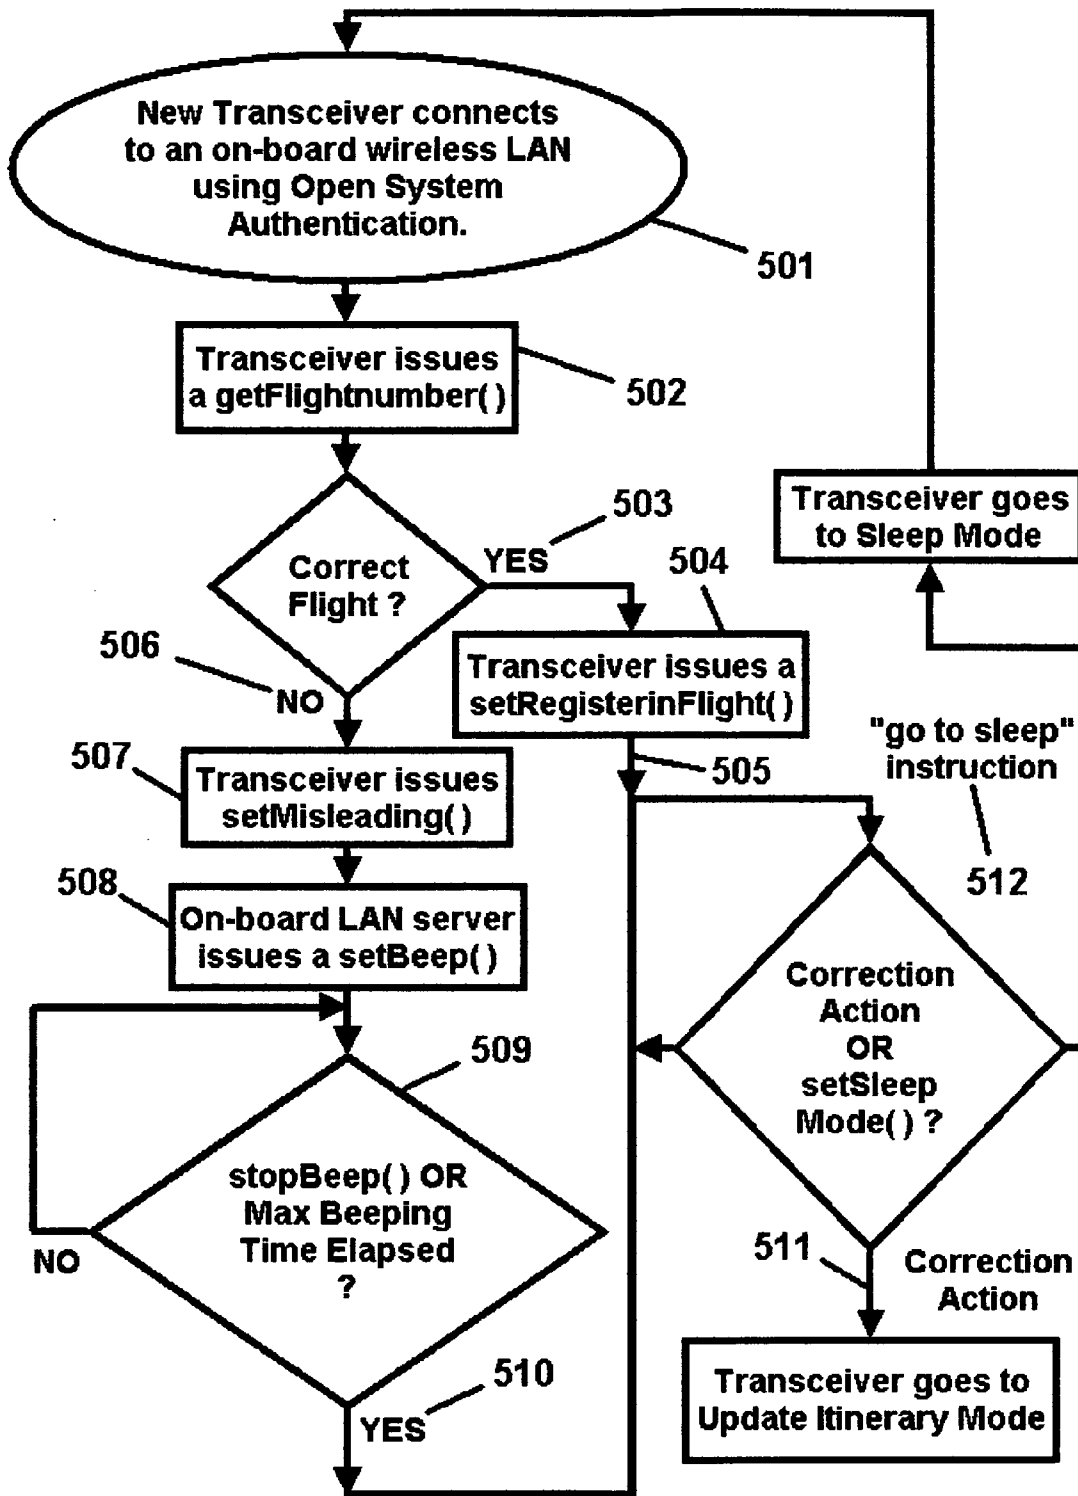 New Transceiver connects
to an on-board wireless LAN
using Open System
Authentication.
501
Transceiver issues
a getFlightnumber( )
502
Correct
Flight ?
503
YES
504
506
NO
Transceiver goes
to Sleep Mode
Transceiver issues a
setRegisterinFlight( )
505
"go to sleep"
instruction
512
507
Transceiver issues
setMisleading( )
508
On-board LAN server
issues a setBeep( )
509
Correction
Action
OR
setSleep
Mode( ) ?
stopBeep( ) OR
Max Beeping
Time Elapsed
?
NO
510
YES
511
Correction
Action
Transceiver goes to
Update Itinerary Mode